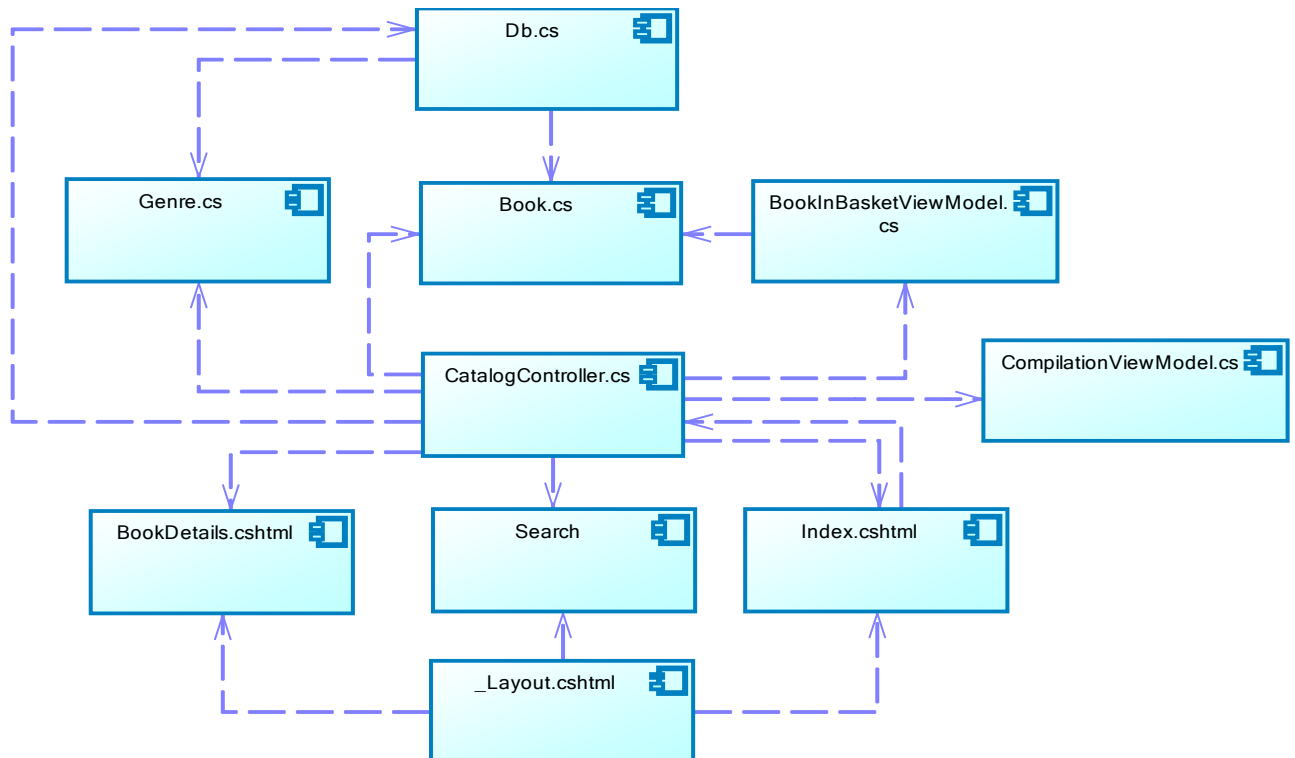 Db.cs
Genre.cs
Book.cs
BookInBasketViewModel.
cs
CatalogController.cs
CompilationViewModel.cs
BookDetails.cshtml
Search
Index.cshtml
_Layout.cshtml